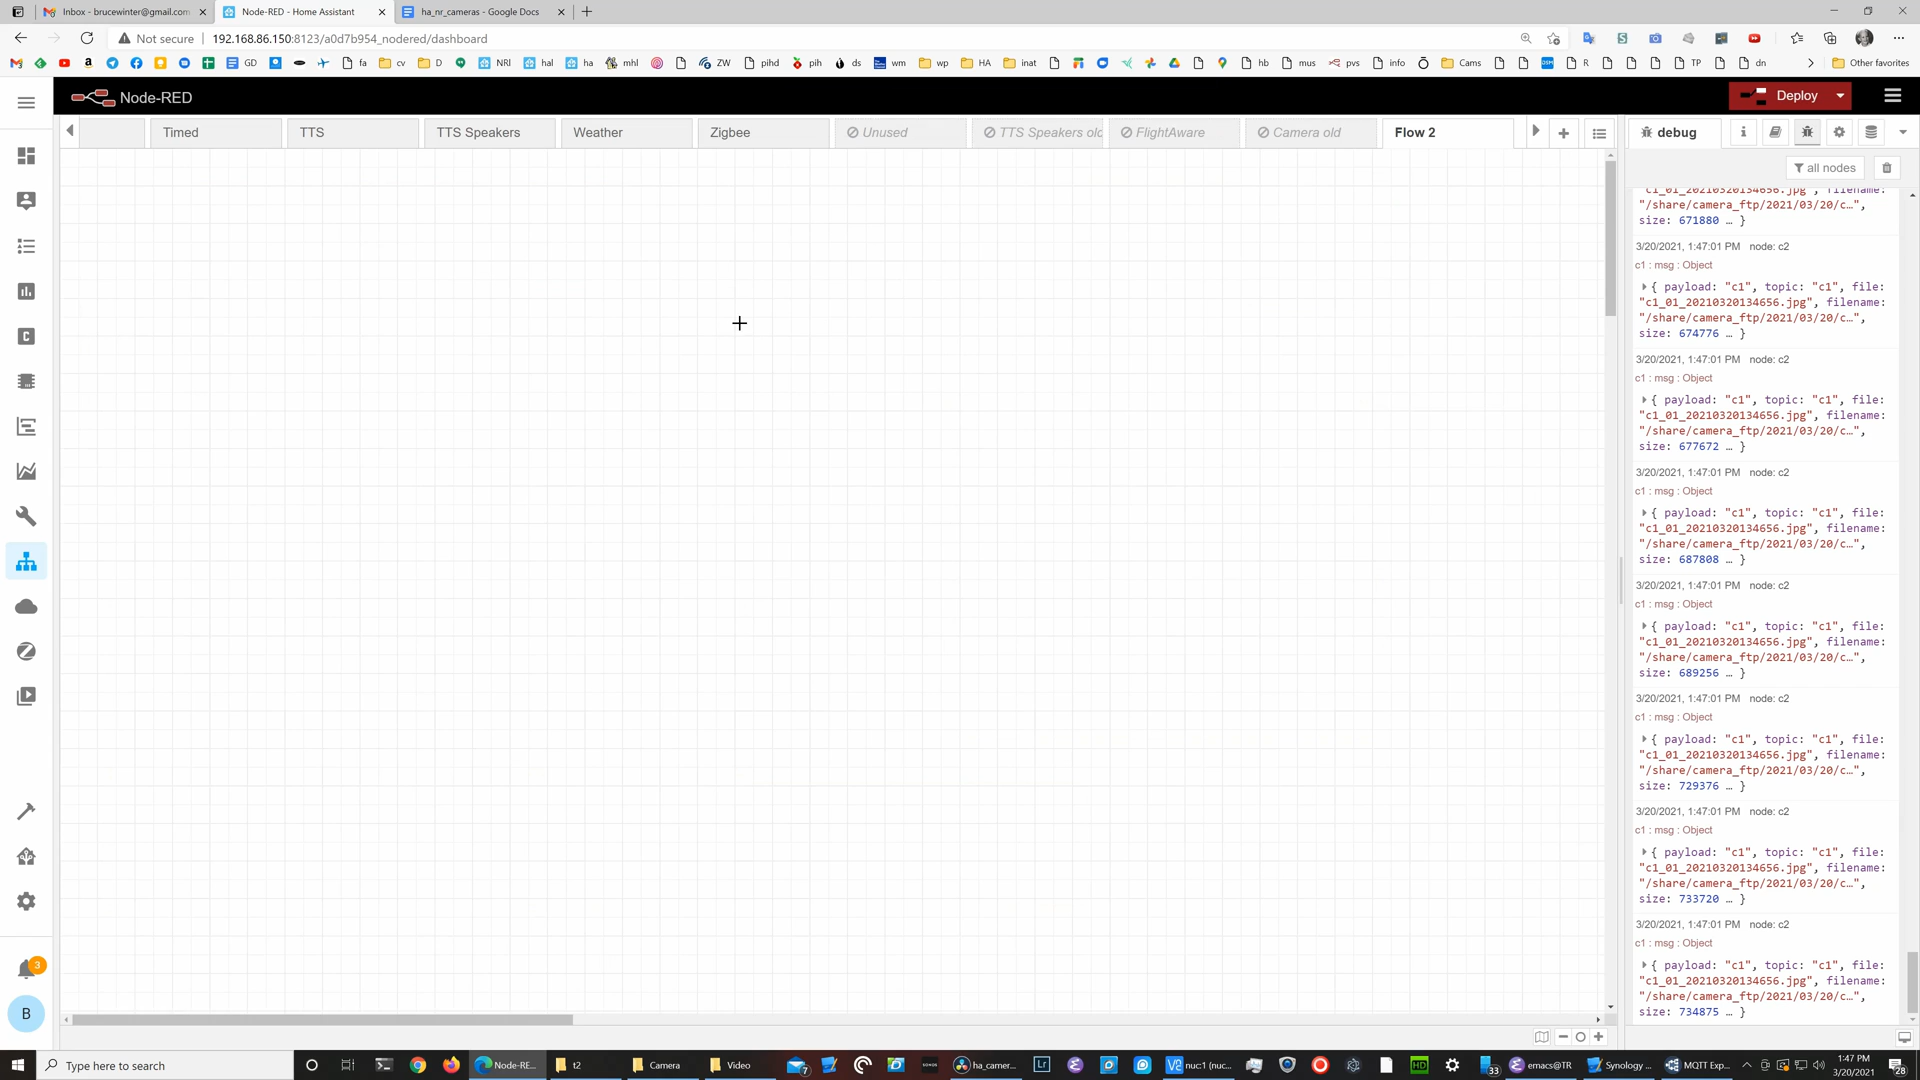 Inbox - brucewinter@gmail.com
Node-RED - Home Assistant
ha_nr_cameras - Google Docs
Not secure
192.168.86.150:8123/a0d7b954_nodered/dashboard
GD
fa
cv
D
NRI
hal
ha
mhl
ZW
pihd
pih
ds
wm
wp
HA
inat
hb
mus
pvs
info
Cams
R
TP
dn
Other favorites
Node-RED
Deploy
Timed
TTS
TTS Speakers
Weather
Zigbee
Unused
TTS Speakers old
FlightAware
Camera old
Flow 2
debug
all nodes
"c1_01_20210320134656.jpg", filename:
"/share/camera_ftp/2021/03/20/c…",
size: 671880 … }
3/20/2021, 1:47:01 PM node: c2
c1 : msg : Object
{ payload: "c1", topic: "c1", file:
"c1_01_20210320134656.jpg", filename:
"/share/camera_ftp/2021/03/20/c…",
size: 674776 … }
3/20/2021, 1:47:01 PM node: c2
c1 : msg : Object
{ payload: "c1", topic: "c1", file:
"c1_01_20210320134656.jpg", filename:
"/share/camera_ftp/2021/03/20/c…",
size: 677672 … }
3/20/2021, 1:47:01 PM node: c2
c1 : msg : Object
{ payload: "c1", topic: "c1", file:
"c1_01_20210320134656.jpg", filename:
"/share/camera_ftp/2021/03/20/c…",
size: 687808 … }
3/20/2021, 1:47:01 PM node: c2
c1 : msg : Object
{ payload: "c1", topic: "c1", file:
"c1_01_20210320134656.jpg", filename:
"/share/camera_ftp/2021/03/20/c…",
size: 689256 … }
3/20/2021, 1:47:01 PM node: c2
c1 : msg : Object
{ payload: "c1", topic: "c1", file:
"c1_01_20210320134656.jpg", filename:
"/share/camera_ftp/2021/03/20/c…",
size: 729376 … }
3/20/2021, 1:47:01 PM node: c2
c1 : msg : Object
{ payload: "c1", topic: "c1", file:
"c1_01_20210320134656.jpg", filename:
"/share/camera_ftp/2021/03/20/c…",
size: 733720 … }
3/20/2021, 1:47:01 PM node: c2
c1 : msg : Object
{ payload: "c1", topic: "c1", file:
"c1_01_20210320134656.jpg", filename:
"/share/camera_ftp/2021/03/20/c…",
size: 734875 … }
3
B
Type here to search
Node-RE...
t2
Camera
Video
7
ha_camer...
Lr
nuc:1 (nuc...
HD
33
emacs@TR
Synology ...
MQTT Exp...
1:47 PM
3/20/2021
28